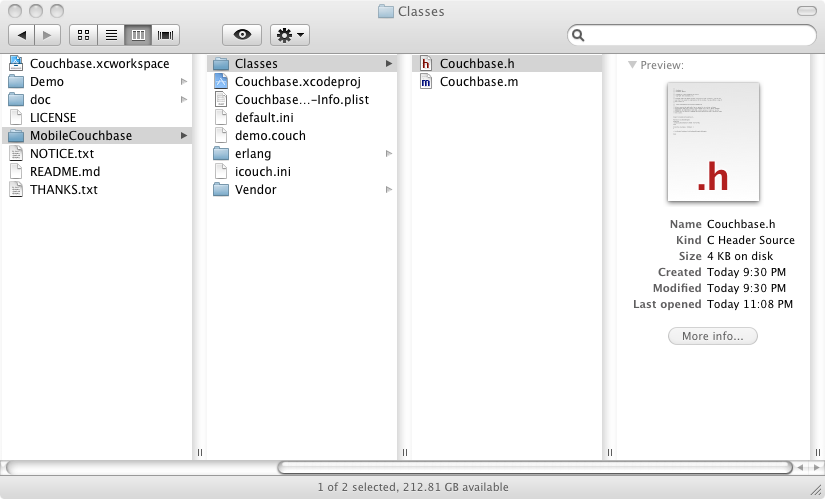 Classes
Couchbase.xcworkspace
Demo
doc
LICENSE
MobileCouchbase
NOTICE.txt
README.md
THANKS.txt
Classes
Couchbase.xcodeproj
Couchbase...-Info.plist
default.ini
demo.couch
erlang
icouch.ini
Vendor
h Couchbase.h
m Couchbase.m
Preview:
.h
Name Couchbase.h
Kind C Header Source
Size 4 KB on disk
Created Today 9:30 PM
Modified Today 9:30 PM
Last opened Today 11:08 PM
More info...
1 of 2 selected, 212.81 GB available